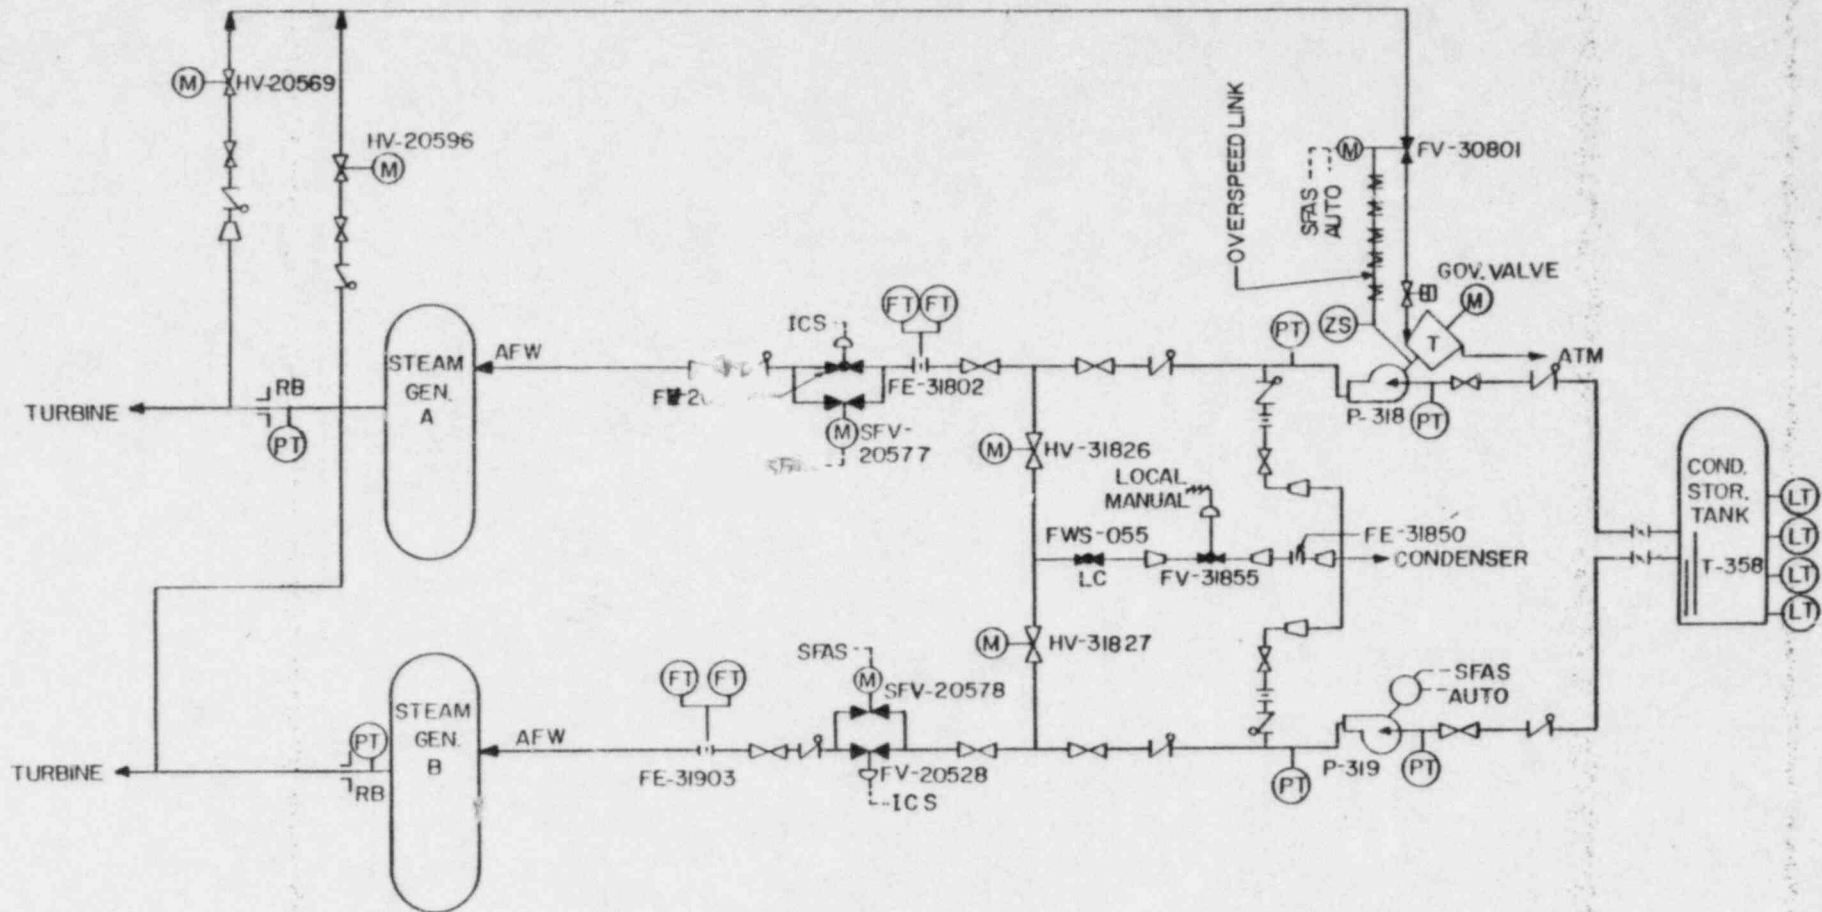 M
HV-20569
HV-20596
M
OVERSPEED LINK
SFAS
AUTO
M
FV-30801
M M M M M
GOV. VALVE
M
ZS
T
ATM
PT
P-318
PT
STEAM
GEN.
A
AFW
ICS
FT
FT
FE-31802
M
SFV-
20577
TURBINE
RB
PT
M
HV-31826
LOCAL
MANUAL
FWS-055
LC
FV-31855
FE-31850
CONDENSER
COND.
STOR.
TANK
T-358
LT
LT
LT
LT
M
HV-31827
SFAS
M
SFV-20578
FT
FT
SFAS
AUTO
STEAM
GEN.
B
AFW
PT
TURBINE
RB
FE-31903
FV-20528
ICS
PT
P-319
PT